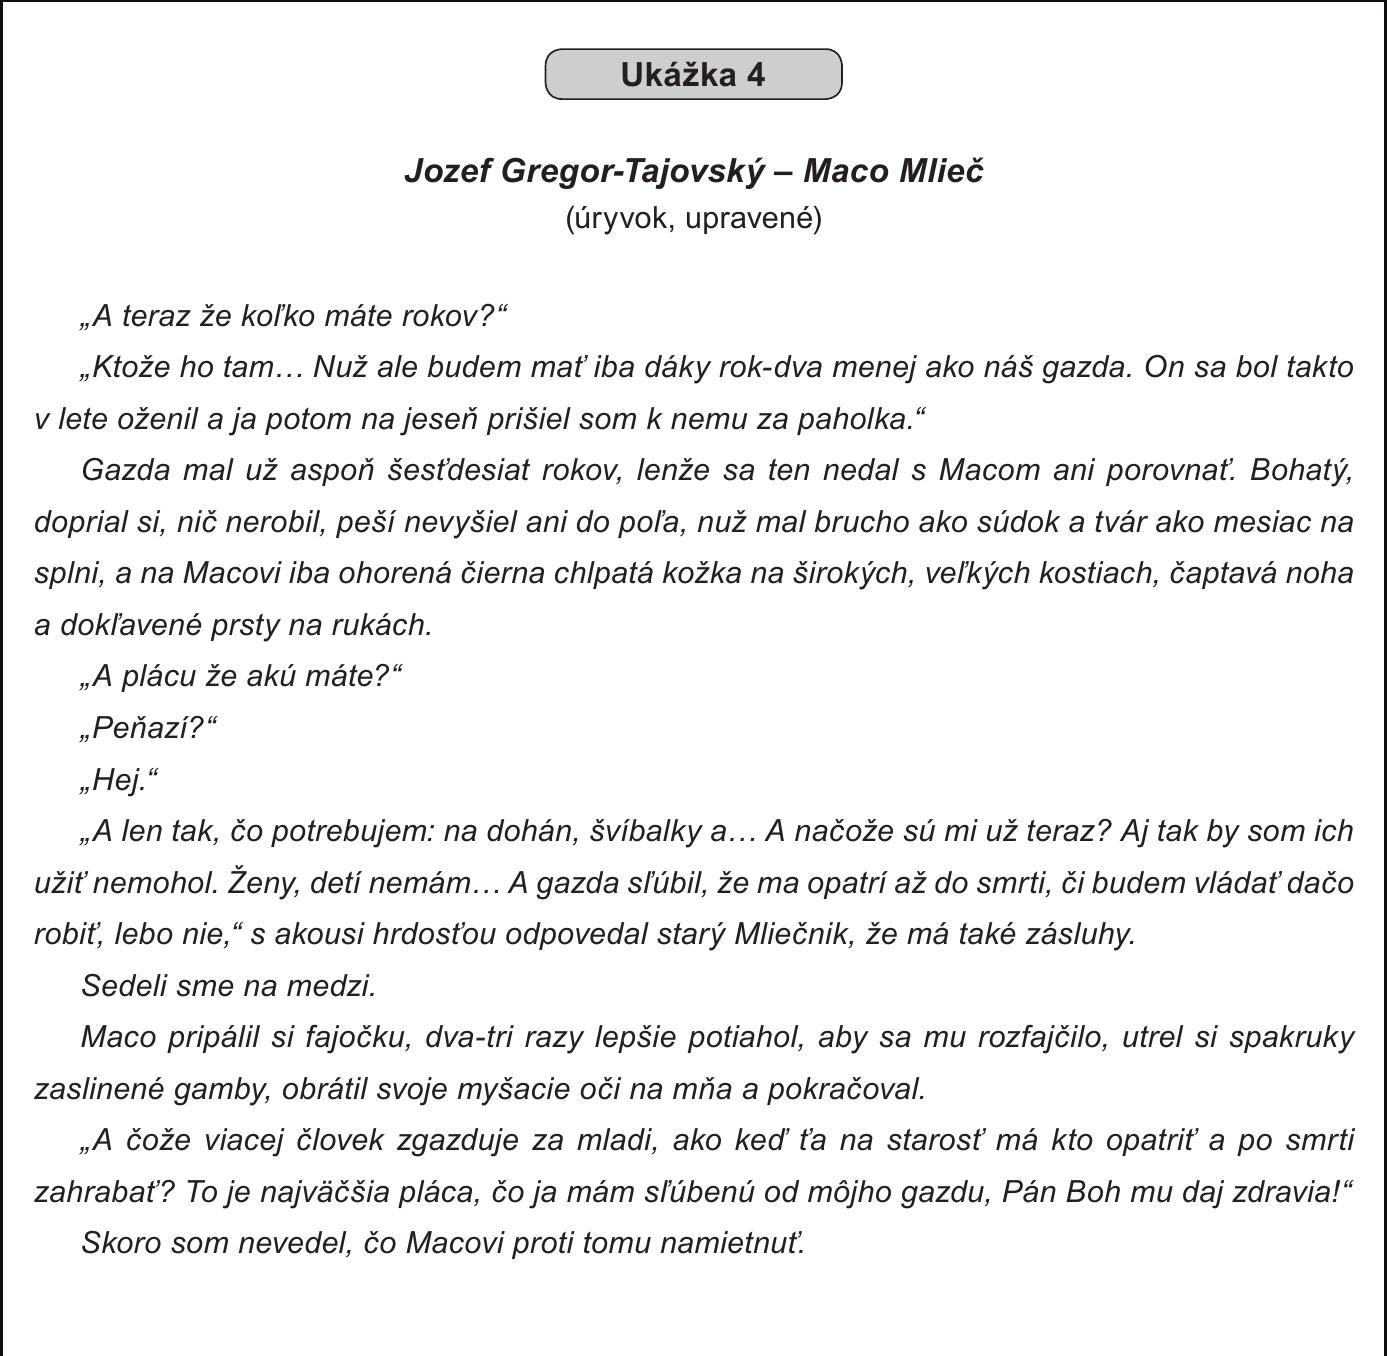 Ukážka 4
Jozef Gregor-Tajovský – Maco Mlieč
(úryvok, upravené)
„A teraz že koľko máte rokov?“
„Ktože ho tam… Nuž ale budem mať iba dáky rok-dva menej ako náš gazda. On sa bol takto
v lete oženil a ja potom na jeseň prišiel som k nemu za paholka.“
Gazda mal už aspoň šesťdesiat rokov, lenže sa ten nedal s Macom ani porovnať. Bohatý,
doprial si, nič nerobil, peší nevyšiel ani do poľa, nuž mal brucho ako súdok a tvár ako mesiac na
splni, a na Macovi iba ohorená čierna chlpatá kožka na širokých, veľkých kostiach, čaptavá noha
a dokľavené prsty na rukách.
„A plácu že akú máte?“
„Peňazí?“
„Hej.“
„A len tak, čo potrebujem: na dohán, švíbalky a… A načože sú mi už teraz? Aj tak by som ich
užiť nemohol. Ženy, detí nemám… A gazda sľúbil, že ma opatrí až do smrti, či budem vládať dačo
robiť, lebo nie,“ s akousi hrdosťou odpovedal starý Mliečnik, že má také zásluhy.
Sedeli sme na medzi.
Maco pripálil si fajočku, dva-tri razy lepšie potiahol, aby sa mu rozfajčilo, utrel si spakruky
zaslinené gamby, obrátil svoje myšacie oči na mňa a pokračoval.
„A čože viacej človek zgazduje za mladi, ako keď ťa na starosť má kto opatriť a po smrti
zahrabať? To je najväčšia pláca, čo ja mám sľúbenú od môjho gazdu, Pán Boh mu daj zdravia!“
Skoro som nevedel, čo Macovi proti tomu namietnuť.